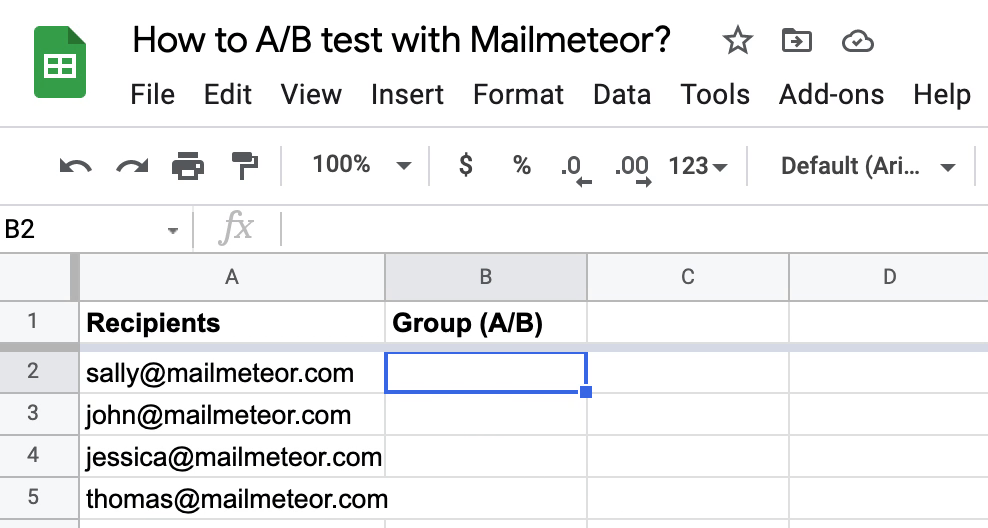 How to A/B test with Mailmeteor?
File Edit View Insert Format Data Tools Add-ons Help
100% $ % .0 .00 123 Default (Ari...
B2 fx
A B C D
1 Recipients Group (A/B)
2 sally@mailmeteor.com
3 john@mailmeteor.com
4 jessica@mailmeteor.com
5 thomas@mailmeteor.com